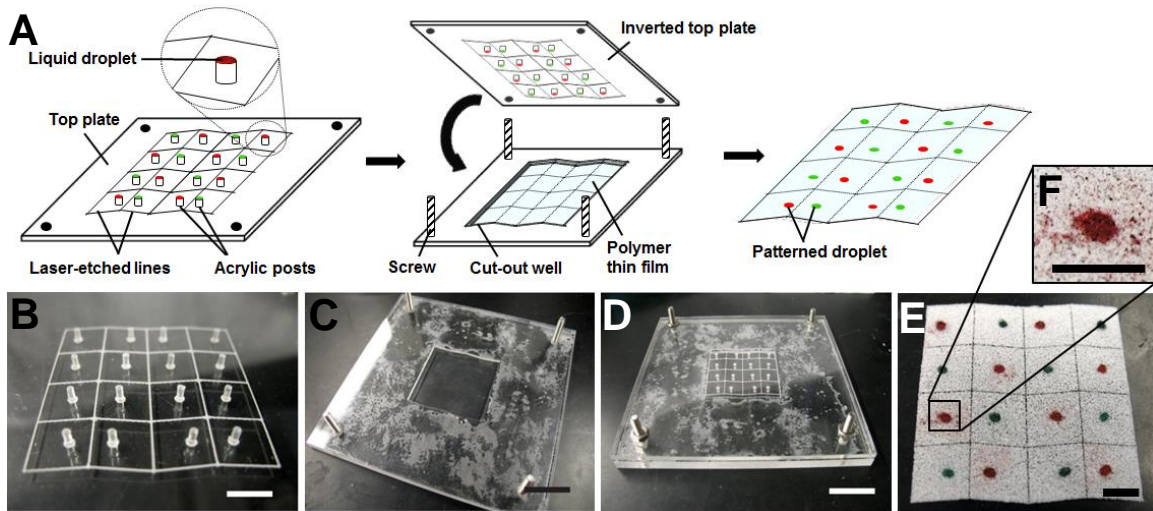 A
Liquid droplet
Top plate
Laser-etched lines
Acrylic posts
Inverted top plate
Screw
Cut-out well
Polymer
thin film
Patterned droplet
F
B
C
D
E